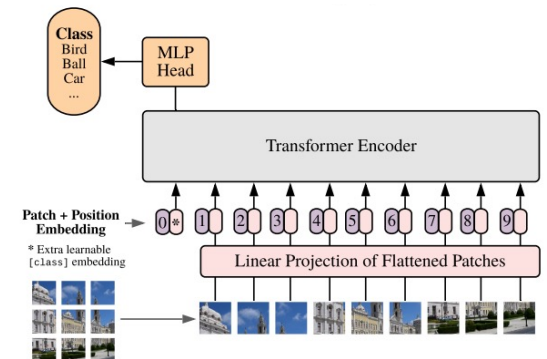 Class
Bird
Ball
Car
...
MLP
Head
Transformer Encoder
Patch + Position
Embedding
0 * 1 2 3 4 5 6 7 8 9
* Extra learnable
[class] embedding
Linear Projection of Flattened Patches